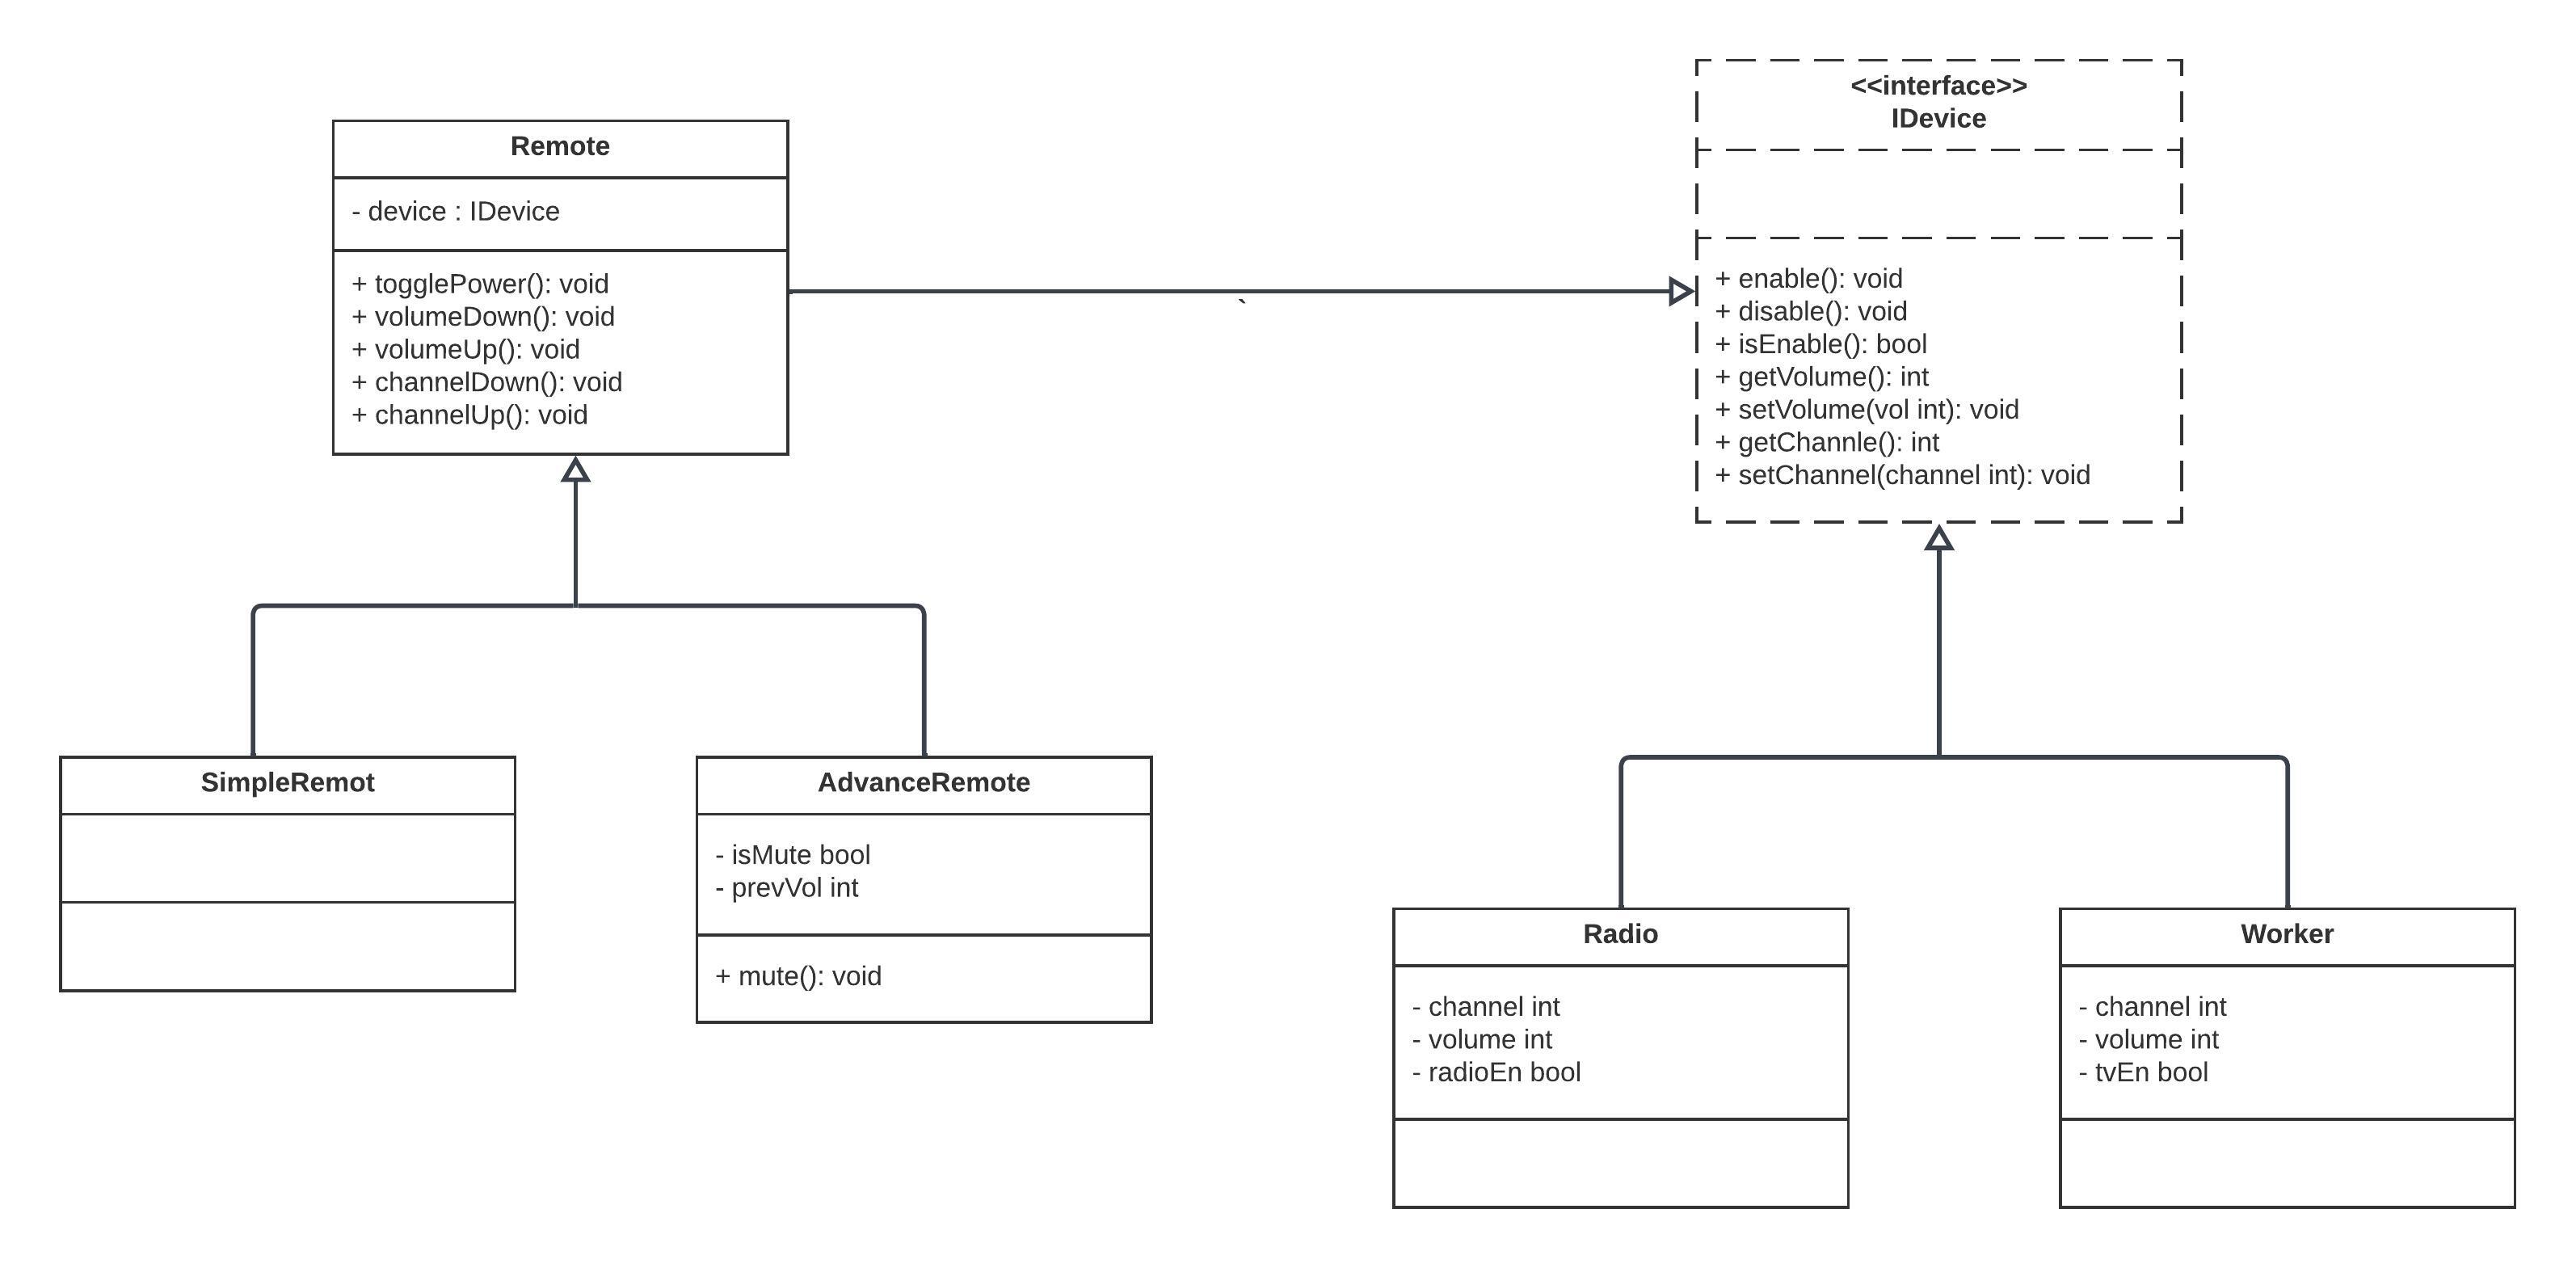 Remote
- device : IDevice
+ togglePower(): void
+ volumeDown(): void
+ volumeUp(): void
+ channelDown(): void
+ channelUp(): void
`
<<interface>>
IDevice
+ enable(): void
+ disable(): void
+ isEnable(): bool
+ getVolume(): int
+ setVolume(vol int): void
+ getChannle(): int
+ setChannel(channel int): void
SimpleRemot
AdvanceRemote
- isMute bool
- prevVol int
+ mute(): void
Radio
- channel int
- volume int
- radioEn bool
Worker
- channel int
- volume int
- tvEn bool